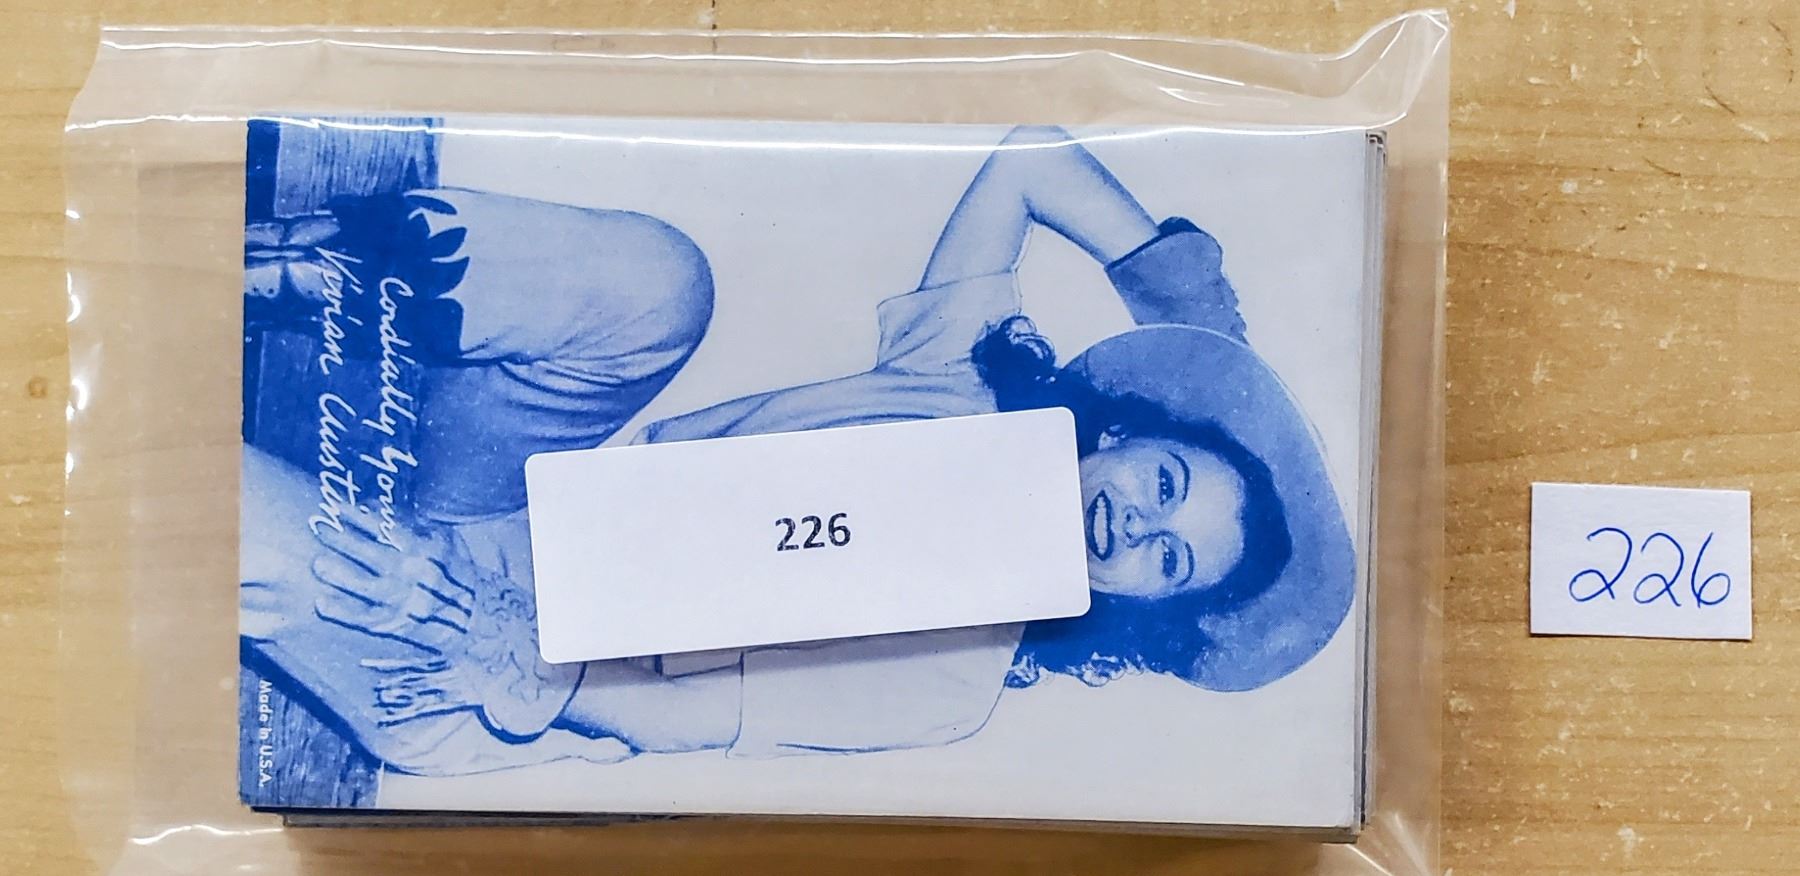 Cordially Yours
Vivian Austin
Made in U.S.A.
226
226